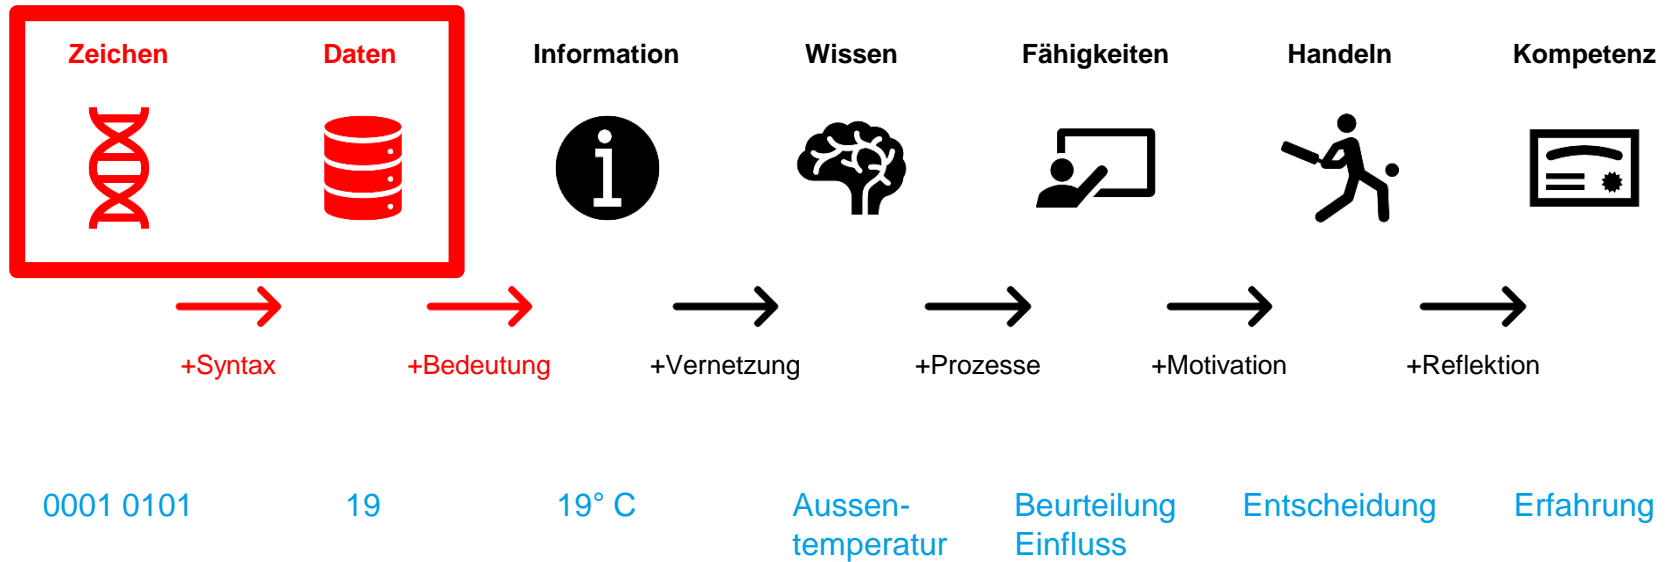 Zeichen Daten Information Wissen Fähigkeiten Handeln Kompetenz
+Syntax +Bedeutung +Vernetzung +Prozesse +Motivation +Reflektion
0001 0101 19 19° C Aussen- Beurteilung Entscheidung Erfahrung
temperatur Einfluss